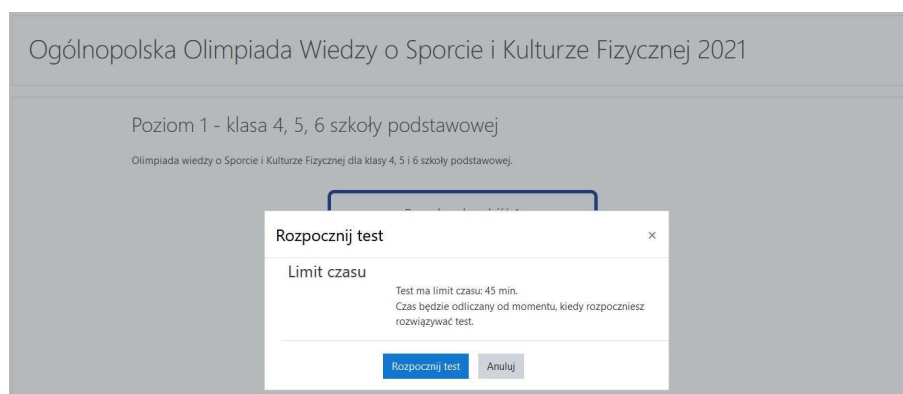 Ogólnopolska Olimpiada Wiedzy o Sporcie i Kulturze Fizycznej 2021
Poziom 1 - klasa 4, 5, 6 szkoły podstawowej
Olimpiada wiedzy o Sporcie i Kulturze Fizycznej dla klasy 4, 5 i 6 szkoły podstawowej.
Rozpocznij test ×
Limit czasu
Test ma limit czasu: 45 min.
Czas będzie odliczany od momentu, kiedy rozpoczniesz
rozwiązywać test.
Rozpocznij test Anuluj